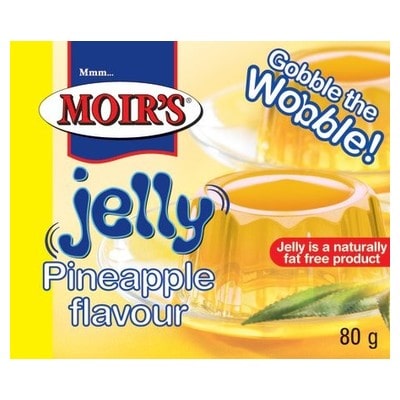 Mmm...
MOIR'S®
Gobble the
Wobble!
jelly
Pineapple
flavour
Jelly is a naturally
fat free product
80 g